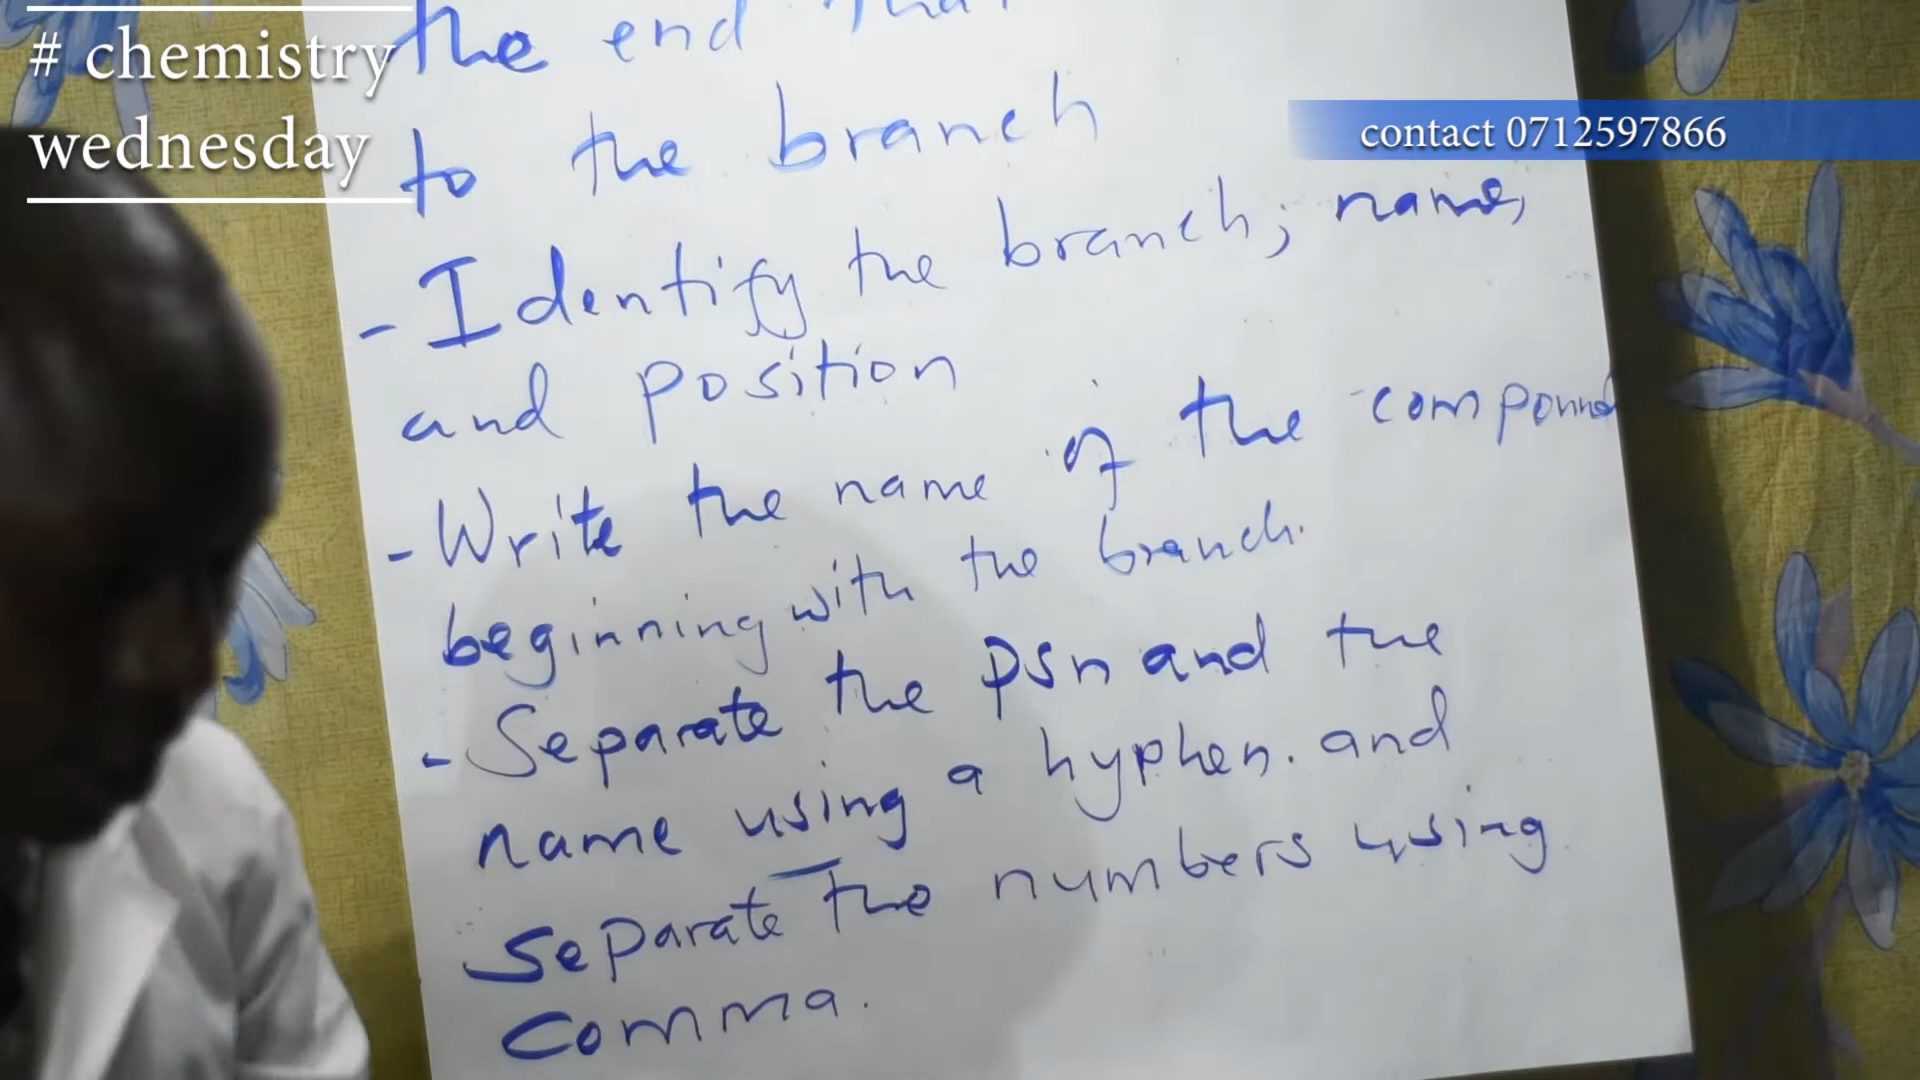 # chemistry
wednesday
contact 0712597866
the end
to the branch
- Identify the branch; name,
and position
- Write the name of the compound
beginning with the branch.
- Separate the psn and the
name using a hyphen. and
separate the numbers using
comma.